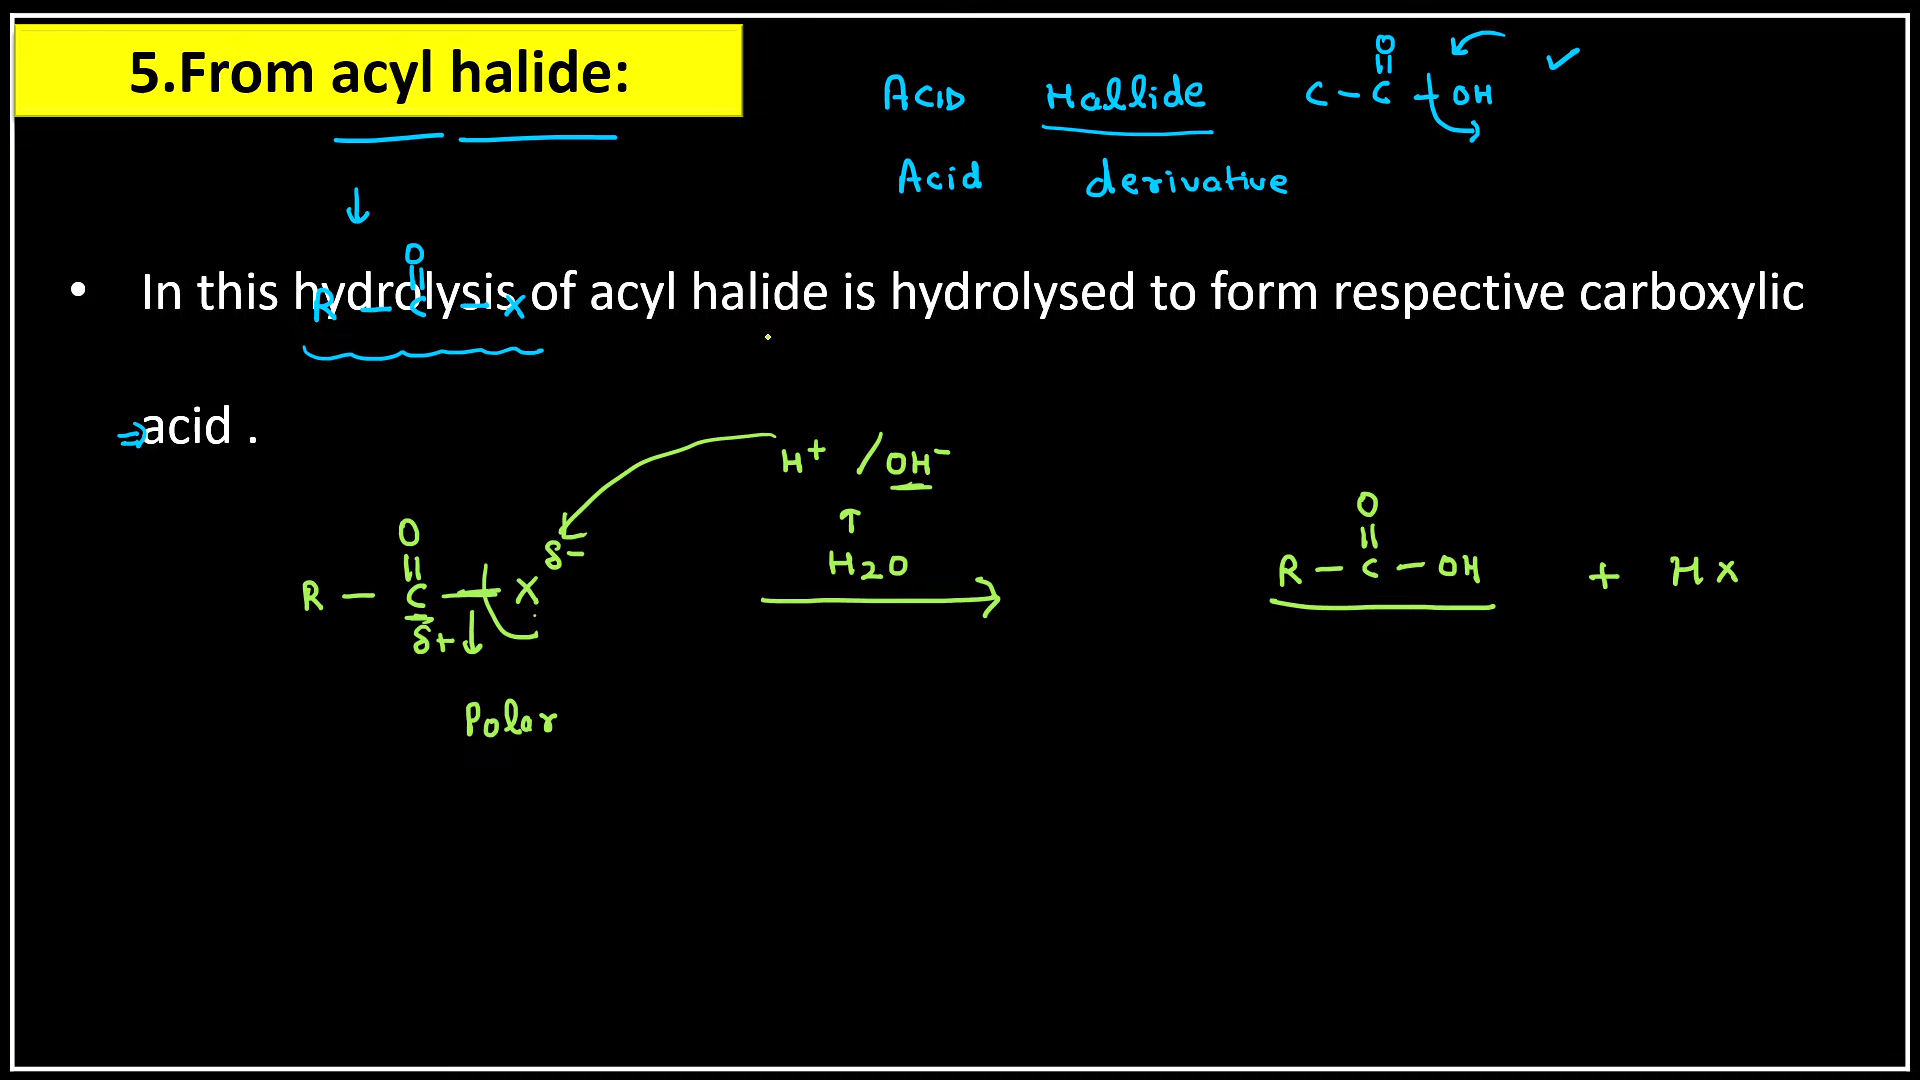 5.From acyl halide:
ACID Hallide
O
||
C - C + OH ✓
Acid derivative
↓
O
||
R - C - X
• In this hydrolysis of acyl halide is hydrolysed to form respective carboxylic
⇒ acid .
H+ / OH-
↑
H2O
O
||
R - C - X δ-
δ+ ↓
Polar
→
O
||
R - C - OH + HX